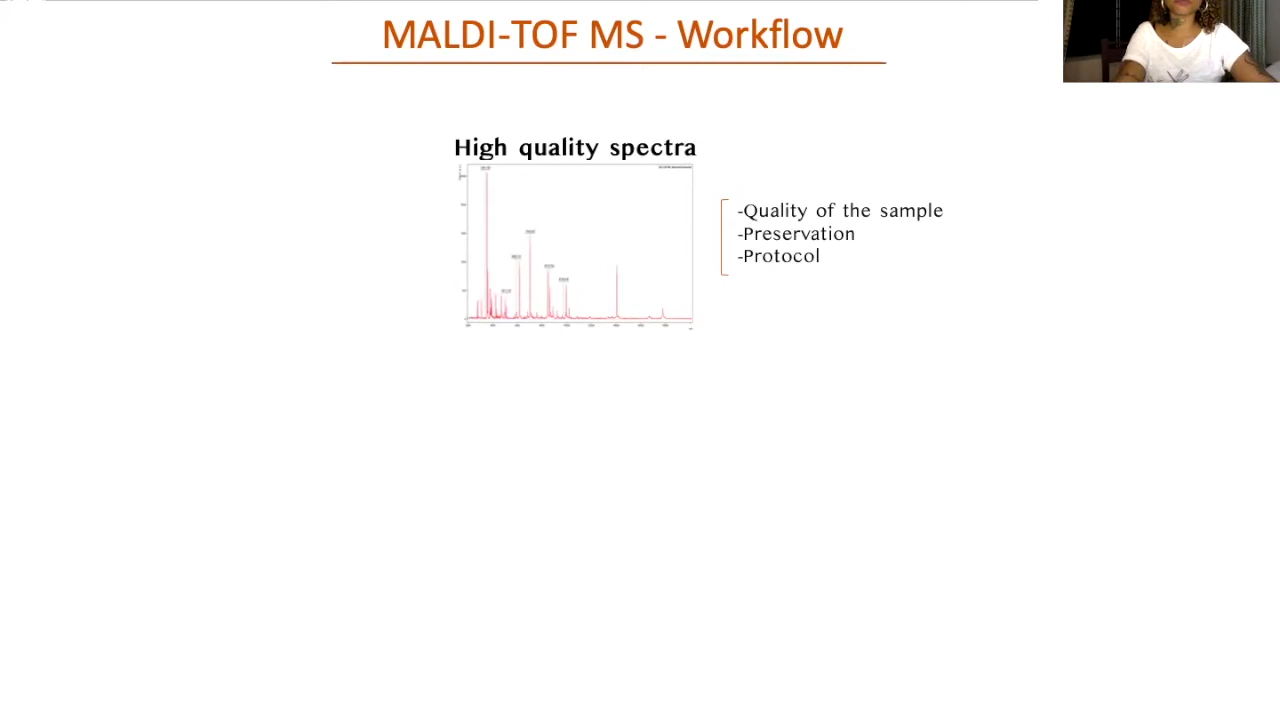 MALDI-TOF MS - Workflow
High quality spectra
-Quality of the sample
-Preservation
-Protocol